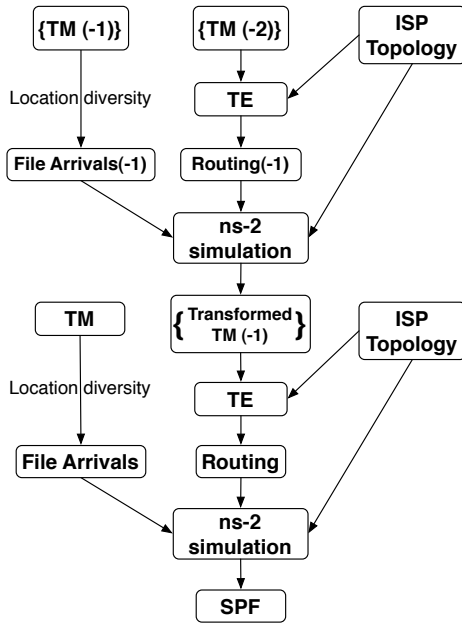 {TM (-1)}
{TM (-2)}
ISP
Topology
Location diversity
TE
File Arrivals(-1)
Routing(-1)
ns-2
simulation
TM
{ Transformed
TM (-1) }
ISP
Topology
Location diversity
TE
File Arrivals
Routing
ns-2
simulation
SPF